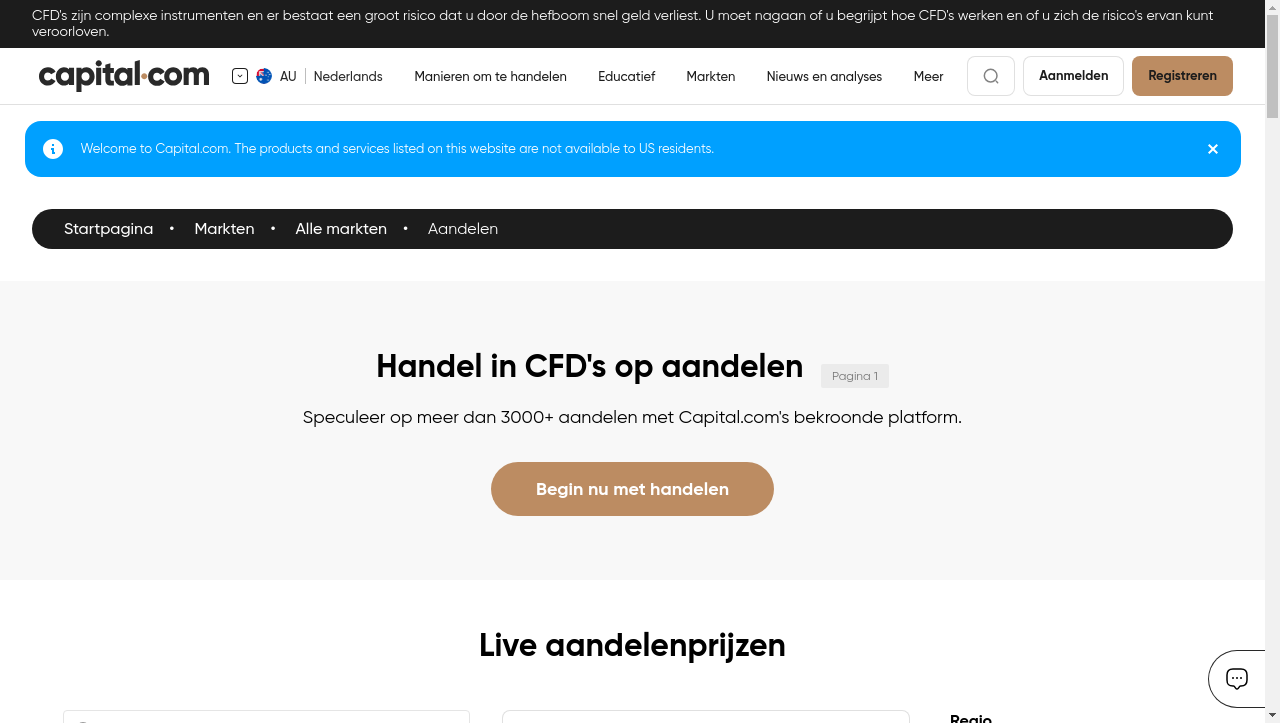 CFD's zijn complexe instrumenten en er bestaat een groot risico dat u door de hefboom snel geld verliest. U moet nagaan of u begrijpt hoe CFD's werken en of u zich de risico's ervan kunt
veroorloven.
capital.com
AU
Nederlands
Manieren om te handelen
Educatief
Markten
Nieuws en analyses
Meer
Aanmelden
Registreren
Welcome to Capital.com. The products and services listed on this website are not available to US residents.
Startpagina • Markten • Alle markten • Aandelen
Handel in CFD's op aandelen
Pagina 1
Speculeer op meer dan 3000+ aandelen met Capital.com's bekroonde platform.
Begin nu met handelen
Live aandelenprijzen
Regio